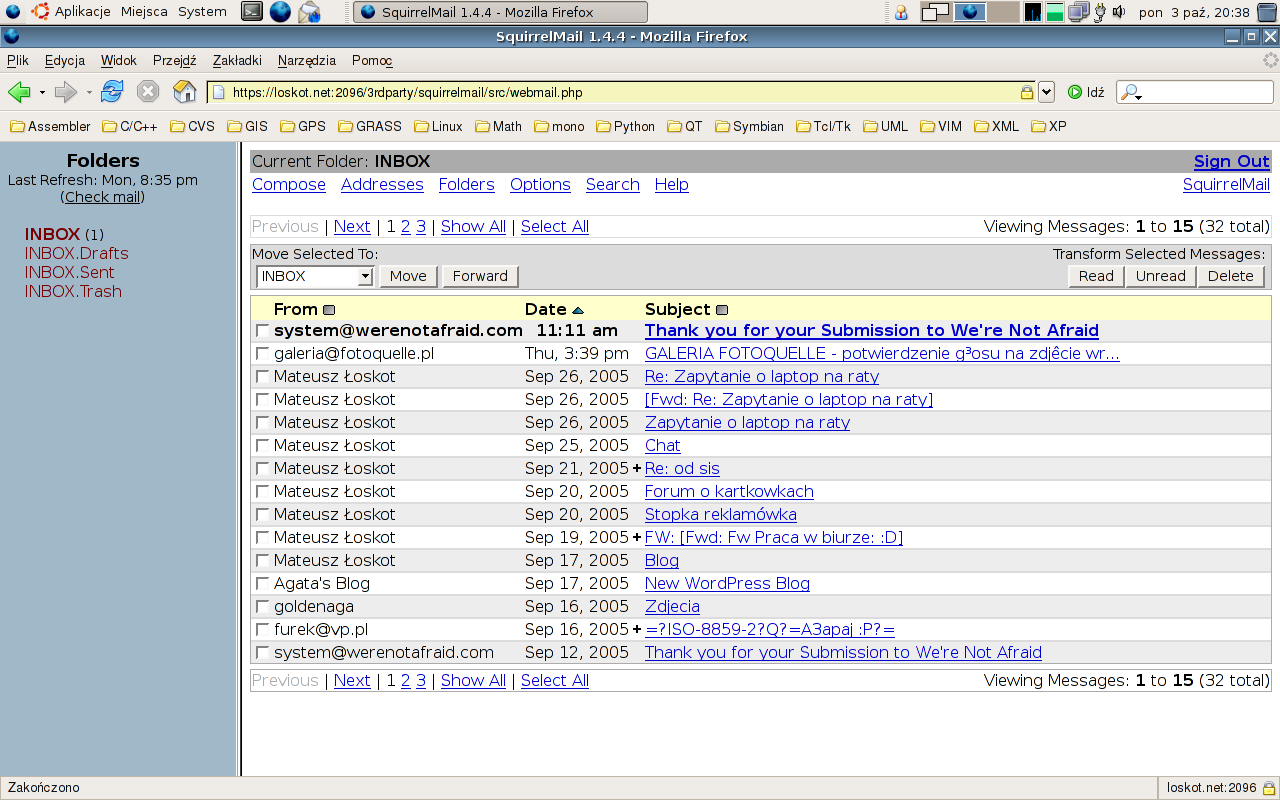 Aplikacje Miejsca System SquirrelMail 1.4.4 - Mozilla Firefox pon 3 paź, 20:38
SquirrelMail 1.4.4 - Mozilla Firefox
Plik Edycja Widok Przejdź Zakładki Narzędzia Pomoc
https://loskot.net:2096/3rdparty/squirrelmail/src/webmail.php Idź
Assembler C/C++ CVS GIS GPS GRASS Linux Math mono Python QT Symbian Tcl/Tk UML VIM XML XP
Folders
Last Refresh: Mon, 8:35 pm
(Check mail)
INBOX (1)
INBOX.Drafts
INBOX.Sent
INBOX.Trash
Current Folder: INBOX Sign Out
Compose Addresses Folders Options Search Help SquirrelMail
Previous | Next | 1 2 3 | Show All | Select All Viewing Messages: 1 to 15 (32 total)
Move Selected To: Transform Selected Messages:
INBOX Move Forward Read Unread Delete
From Date Subject
system@werenotafraid.com 11:11 am Thank you for your Submission to We're Not Afraid
galeria@fotoquelle.pl Thu, 3:39 pm GALERIA FOTOQUELLE - potwierdzenie g³osu na zdjêcie wr...
Mateusz Łoskot Sep 26, 2005 Re: Zapytanie o laptop na raty
Mateusz Łoskot Sep 26, 2005 [Fwd: Re: Zapytanie o laptop na raty]
Mateusz Łoskot Sep 26, 2005 Zapytanie o laptop na raty
Mateusz Łoskot Sep 25, 2005 Chat
Mateusz Łoskot Sep 21, 2005 + Re: od sis
Mateusz Łoskot Sep 20, 2005 Forum o kartkowkach
Mateusz Łoskot Sep 20, 2005 Stopka reklamówka
Mateusz Łoskot Sep 19, 2005 + FW: [Fwd: Fw Praca w biurze: :D]
Mateusz Łoskot Sep 17, 2005 Blog
Agata's Blog Sep 17, 2005 New WordPress Blog
goldenaga Sep 16, 2005 Zdjecia
furek@vp.pl Sep 16, 2005 + =?ISO-8859-2?Q?=A3apaj :P?=
system@werenotafraid.com Sep 12, 2005 Thank you for your Submission to We're Not Afraid
Previous | Next | 1 2 3 | Show All | Select All Viewing Messages: 1 to 15 (32 total)
Zakończono loskot.net:2096